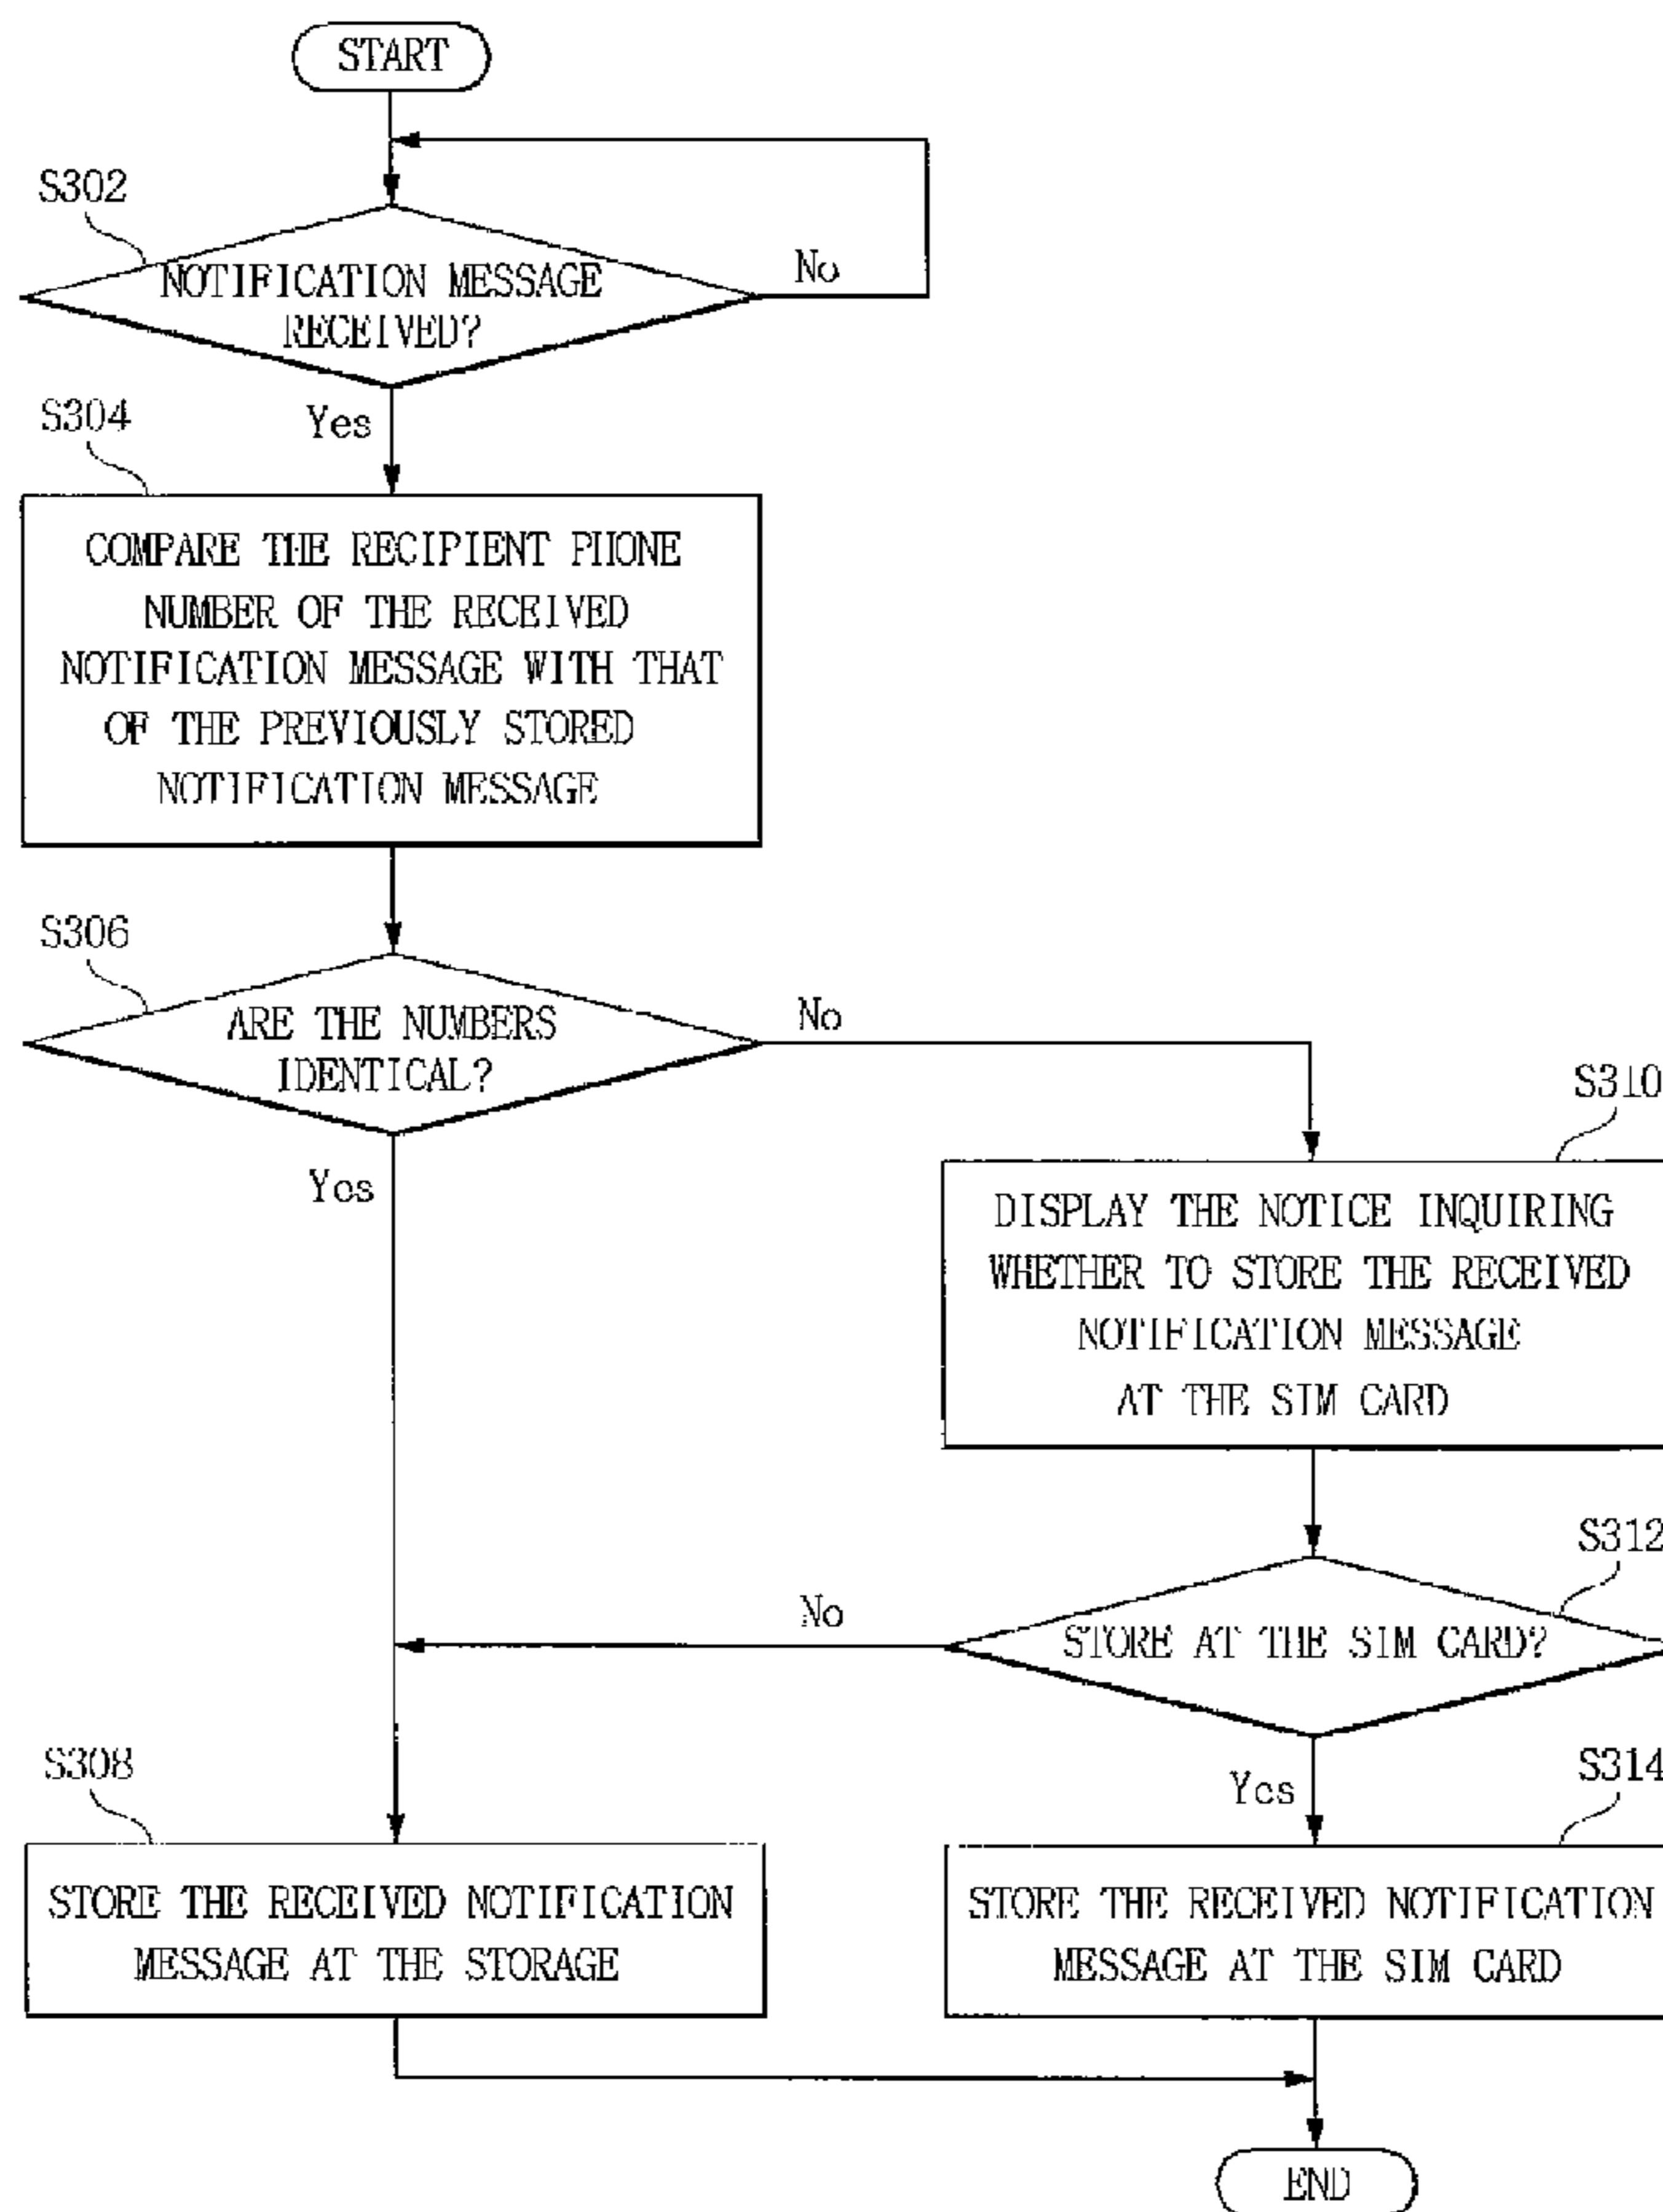 START
S302
NOTIFICATION MESSAGE
RECEIVED?
No
S304
Yes
COMPARE THE RECIPIENT PHONE
NUMBER OF THE RECEIVED
NOTIFICATION MESSAGE WITH THAT
OF THE PREVIOUSLY STORED
NOTIFICATION MESSAGE
S306
ARE THE NUMBERS
IDENTICAL?
No
Yes
S310
DISPLAY THE NOTICE INQUIRING
WHETHER TO STORE THE RECEIVED
NOTIFICATION MESSAGE
AT THE SIM CARD
S312
STORE AT THE SIM CARD?
No
Yes
S308
STORE THE RECEIVED NOTIFICATION
MESSAGE AT THE STORAGE
S314
STORE THE RECEIVED NOTIFICATION
MESSAGE AT THE SIM CARD
END